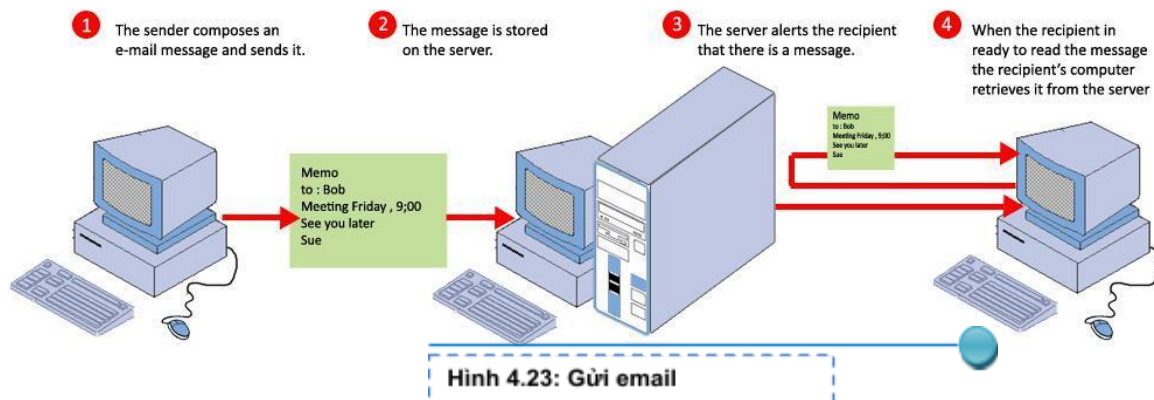 1
The sender composes an
e-mail message and sends it.
2
The message is stored
on the server.
3
The server alerts the recipient
that there is a message.
4
When the recipient in
ready to read the message
the recipient's computer
retrieves it from the server
Memo
to : Bob
Meeting Friday , 9;00
See you later
Sue
Memo
to : Bob
Meeting Friday , 9;00
See you later
Sue
Hình 4.23: Gửi email